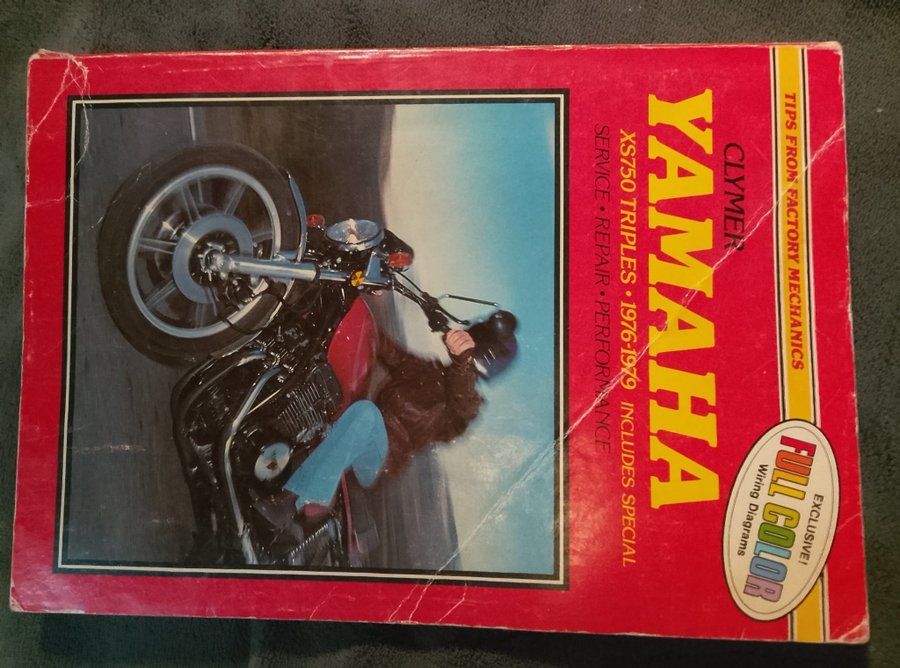 TIPS FROM FACTORY MECHANICS
EXCLUSIVE!
FULL COLOR
Wiring Diagrams
CLYMER
YAMAHA
XS750 TRIPLES • 1976-1979 INCLUDES SPECIAL
SERVICE • REPAIR • PERFORMANCE